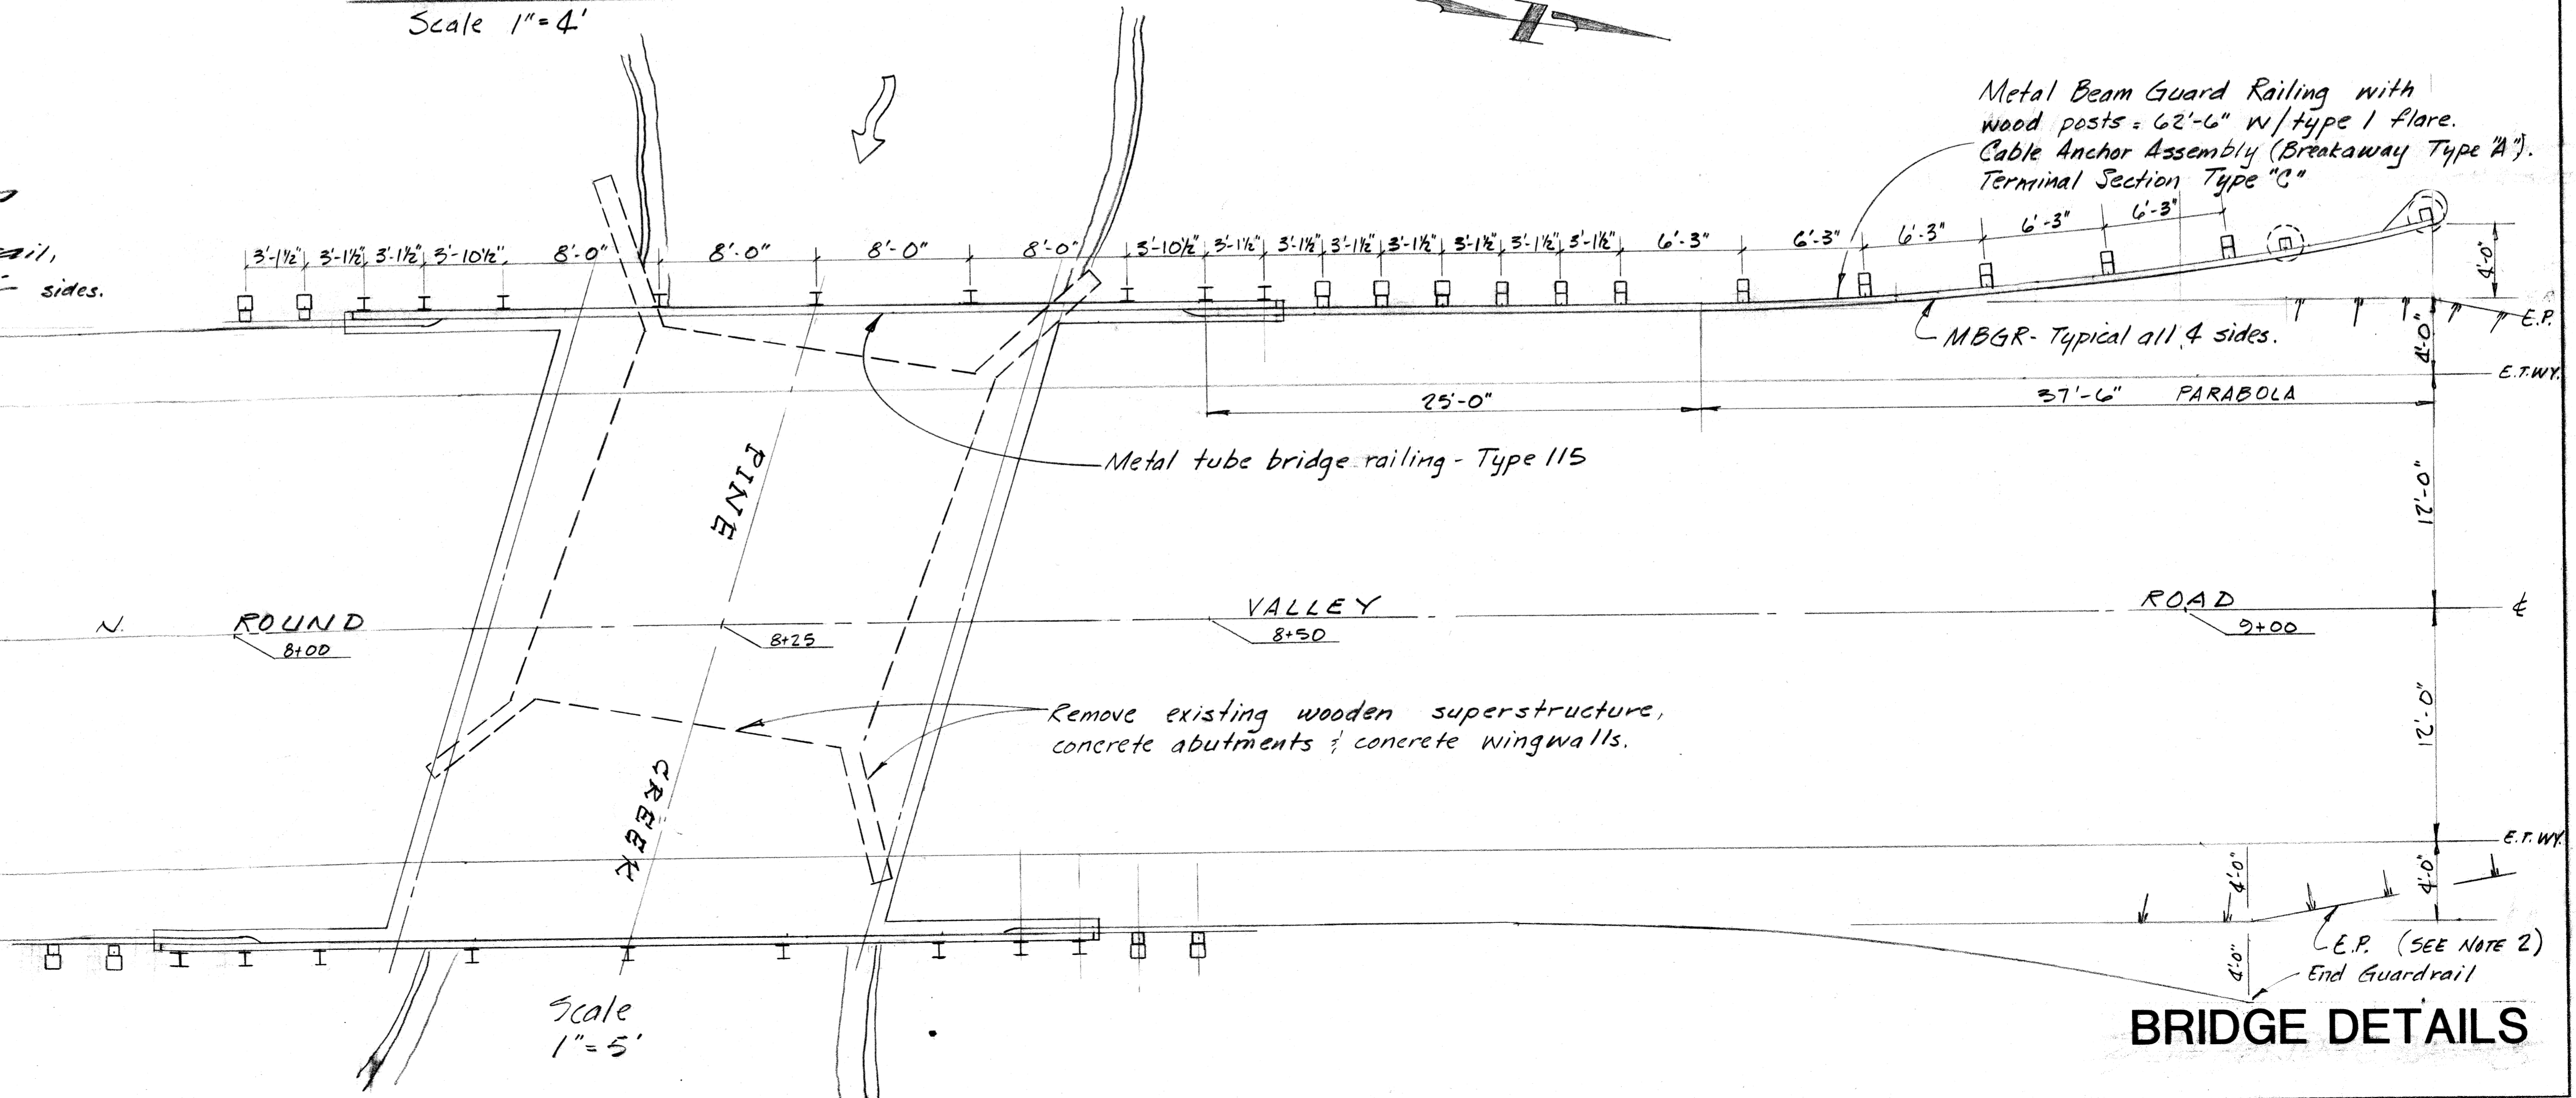 Scale 1"=4'
Metal Beam Guard Railing with
wood posts = 62'-6" w/type 1 flare.
Cable Anchor Assembly (Breakaway Type "A").
Terminal Section Type "C"
sides.
3'-1½" 3'-1½" 3'-1½" 3'-10½" 8'-0" 8'-0" 8'-0" 8'-0" 3'-10½" 3'-1½" 3'-1½" 3'-1½" 3'-1½" 3'-1½" 3'-1½" 3'-1½" 6'-3" 6'-3" 6'-3" 6'-3" 6'-3"
4'-0"
E.P.
MBGR - Typical all 4 sides.
4'-0"
E.T.WY.
25'-0"
37'-6" PARABOLA
Metal tube bridge railing - Type 115
12'-0"
PINE
N. ROUND VALLEY ROAD
℄
8+00
8+25
8+50
9+00
Remove existing wooden superstructure,
concrete abutments & concrete wingwalls.
12'-0"
CREEK
E.T.WY.
4'-0"
4'-0"
4'-0"
E.P. (SEE NOTE 2)
End Guardrail
Scale
1"=5'
BRIDGE DETAILS